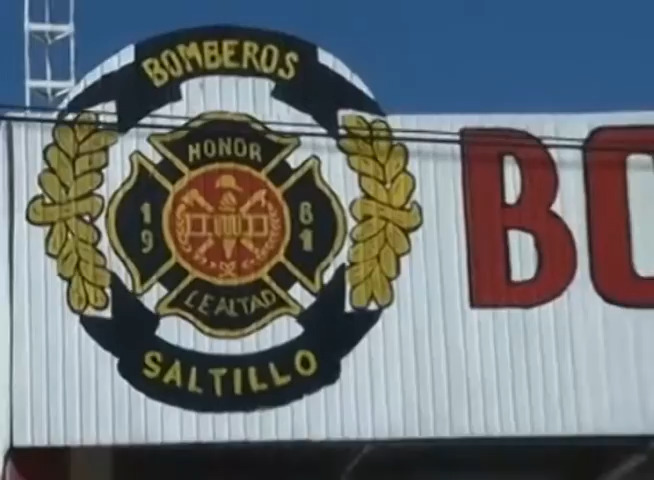 BOMBEROS
HONOR
19 81
LEALTAD
SALTILLO
BO